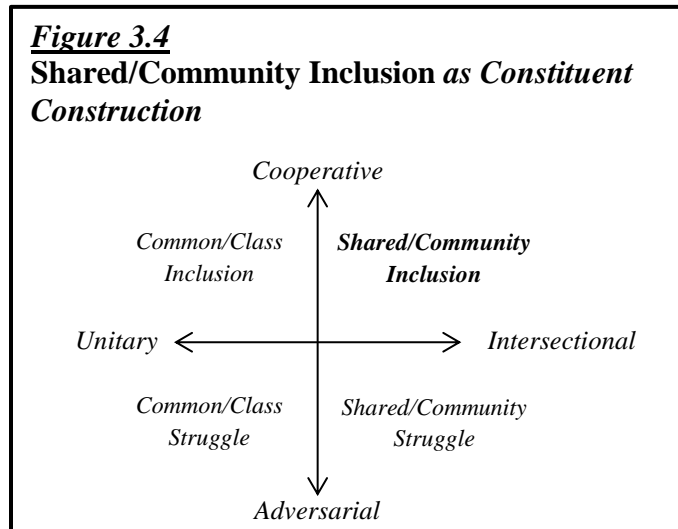 Figure 3.4
Shared/Community Inclusion as Constituent
Construction
Cooperative
Common/Class
Inclusion
Shared/Community
Inclusion
Unitary
Intersectional
Common/Class
Struggle
Shared/Community
Struggle
Adversarial